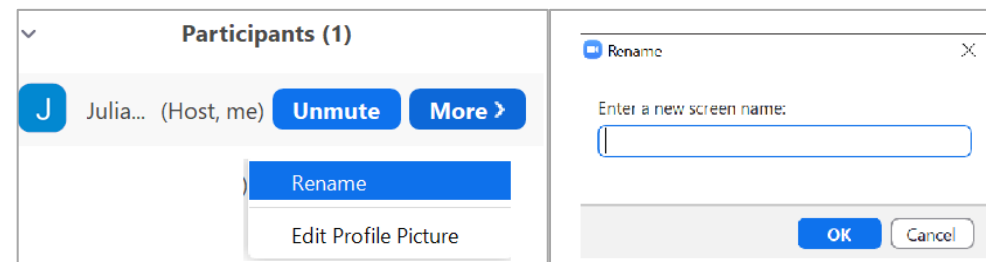 Participants (1)
J Julia... (Host, me) Unmute More >
Rename
Edit Profile Picture
Rename
Enter a new screen name:
OK Cancel